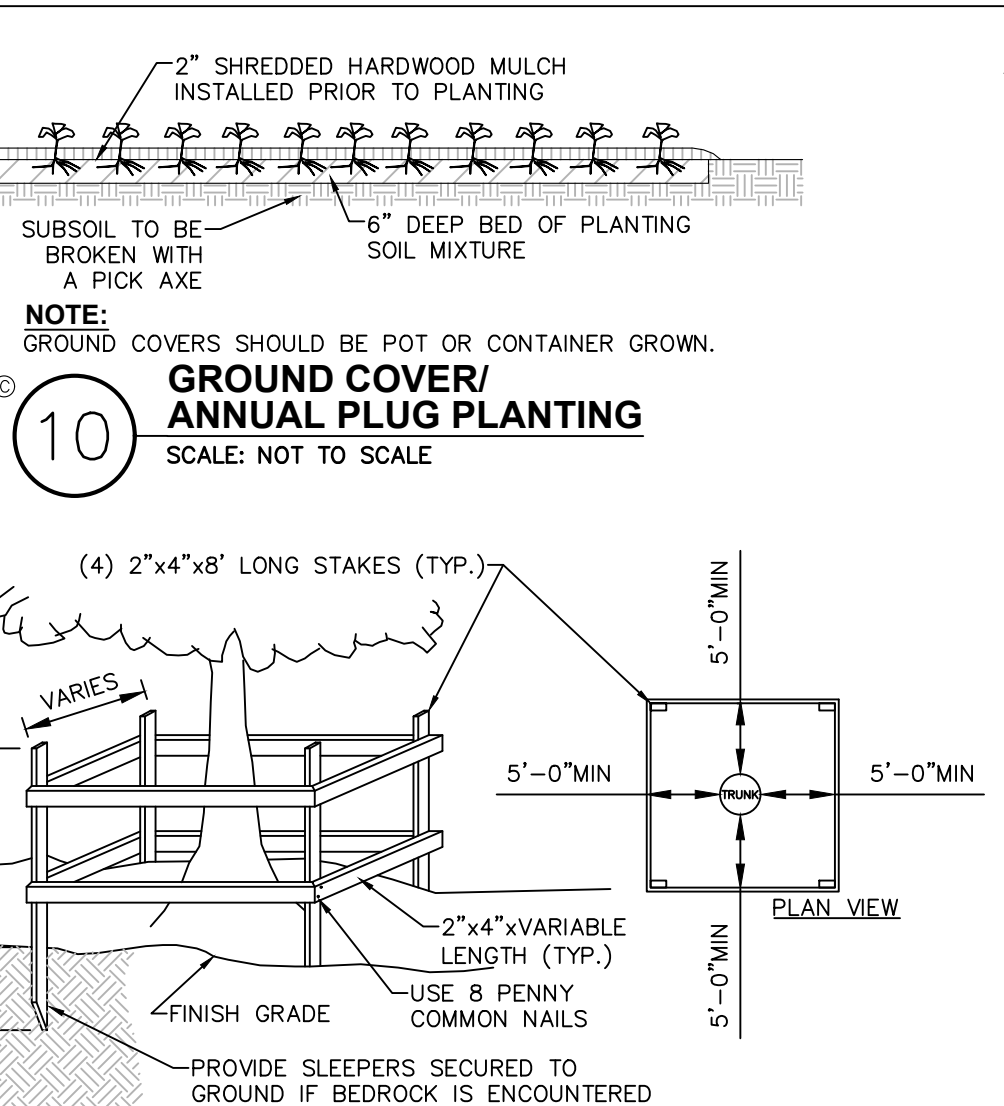 2” SHREDDED HARDWOOD MULCH
INSTALLED PRIOR TO PLANTING
SUBSOIL TO BE
BROKEN WITH
A PICK AXE
6” DEEP BED OF PLANTING
SOIL MIXTURE
NOTE:
GROUND COVERS SHOULD BE POT OR CONTAINER GROWN.
©
10
GROUND COVER/
ANNUAL PLUG PLANTING
SCALE: NOT TO SCALE
(4) 2”x4”x8’ LONG STAKES (TYP.)
VARIES
5’-0”MIN
5’-0”MIN
TRUNK
5’-0”MIN
5’-0”MIN
PLAN VIEW
2”x4”xVARIABLE
LENGTH (TYP.)
USE 8 PENNY
COMMON NAILS
FINISH GRADE
PROVIDE SLEEPERS SECURED TO
GROUND IF BEDROCK IS ENCOUNTERED